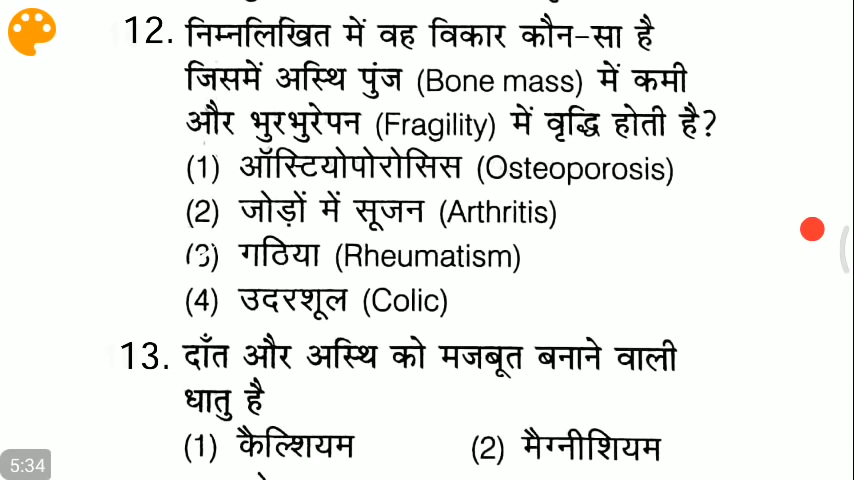 12. निम्नलिखित में वह विकार कौन-सा है
जिसमें अस्थि पुंज (Bone mass) में कमी
और भुरभुरेपन (Fragility) में वृद्धि होती है?
(1) ऑस्टियोपोरोसिस (Osteoporosis)
(2) जोड़ों में सूजन (Arthritis)
(3) गठिया (Rheumatism)
(4) उदरशूल (Colic)
13. दाँत और अस्थि को मजबूत बनाने वाली
धातु है
(1) कैल्शियम (2) मैग्नीशियम
5:34